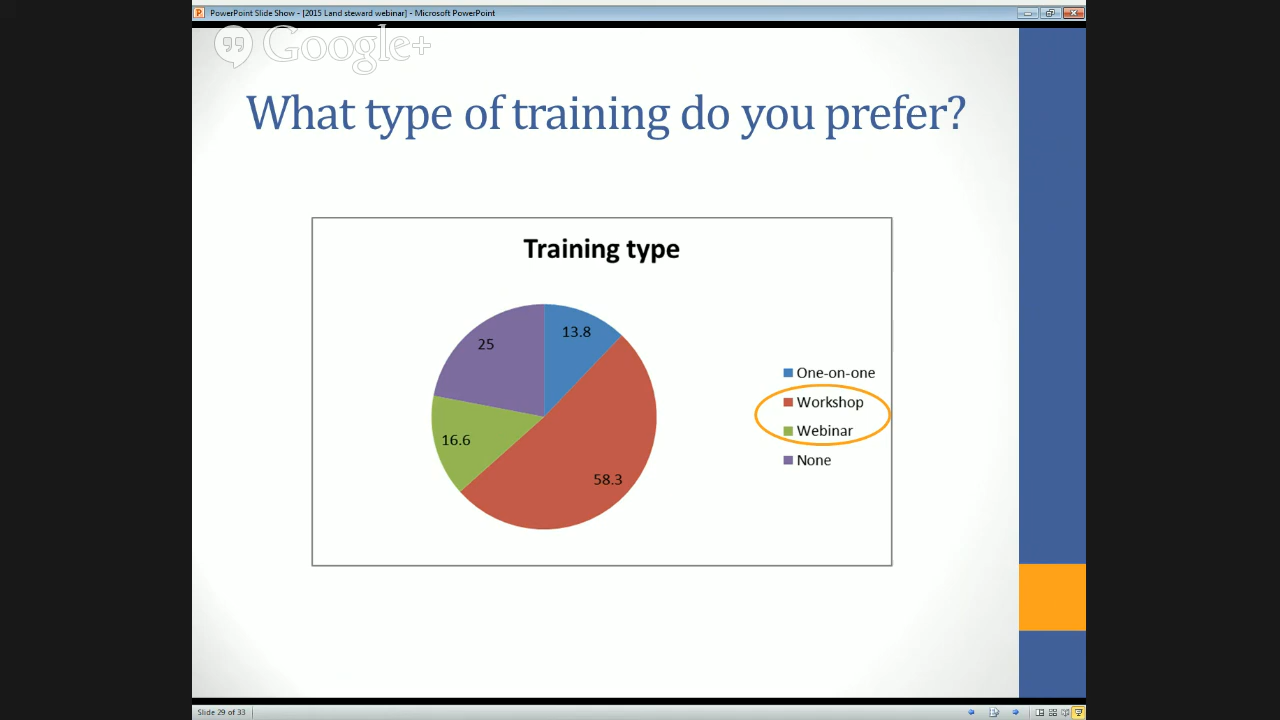 PowerPoint Slide Show - [2015 Land steward webinar] - Microsoft PowerPoint
Google+
What type of training do you prefer?
Training type
13.8
25
16.6
58.3
One-on-one
Workshop
Webinar
None
Slide 29 of 33